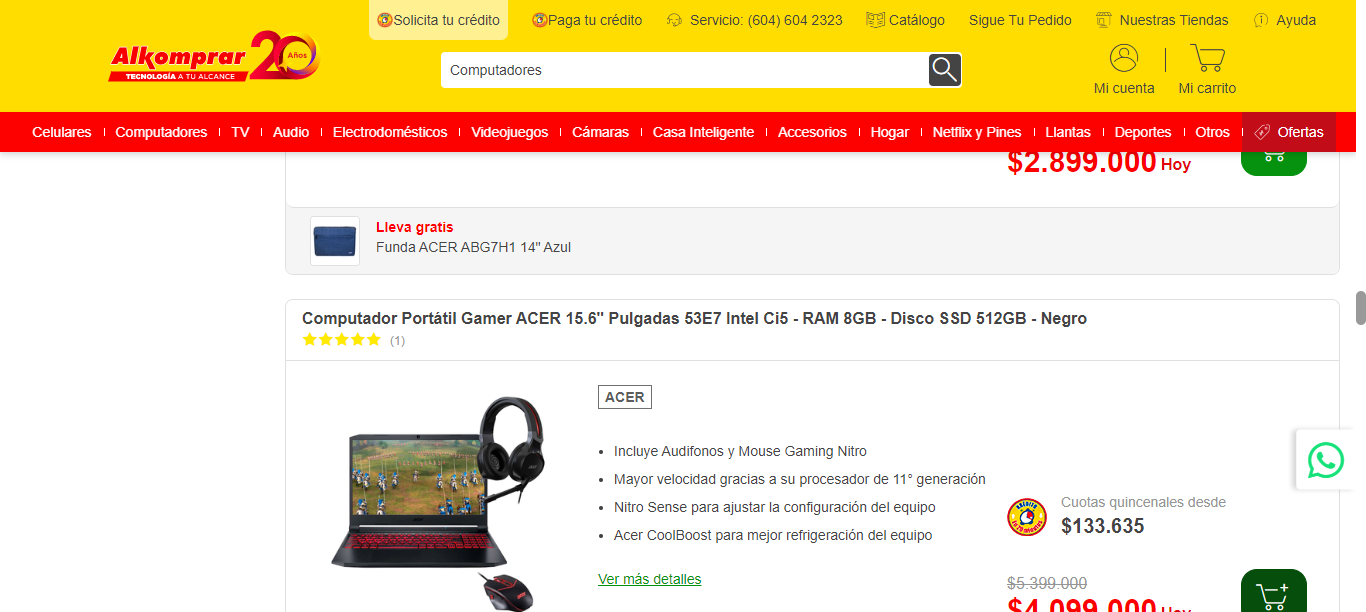 Solicita tu crédito
Paga tu crédito
Servicio: (604) 604 2323
Catálogo
Sigue Tu Pedido
Nuestras Tiendas
Ayuda
Alkomprar 20 Años
TECNOLOGÍA A TU ALCANCE
Computadores
Mi cuenta
Mi carrito
Celulares
Computadores
TV
Audio
Electrodomésticos
Videojuegos
Cámaras
Casa Inteligente
Accesorios
Hogar
Netflix y Pines
Llantas
Deportes
Otros
Ofertas
$2.899.000 Hoy
Lleva gratis
Funda ACER ABG7H1 14" Azul
Computador Portátil Gamer ACER 15.6" Pulgadas 53E7 Intel Ci5 - RAM 8GB - Disco SSD 512GB - Negro
(1)
ACER
Incluye Audifonos y Mouse Gaming Nitro
Mayor velocidad gracias a su procesador de 11° generación
Nitro Sense para ajustar la configuración del equipo
Acer CoolBoost para mejor refrigeración del equipo
Ver más detalles
Cuotas quincenales desde
$133.635
$5.399.000
$4.099.000 Hoy